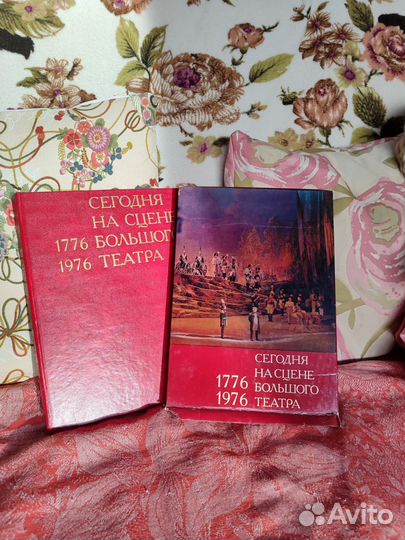 СЕГОДНЯ
НА СЦЕНЕ
1776 БОЛЬШОГО
1976 ТЕАТРА
СЕГОДНЯ
НА СЦЕНЕ
1776 БОЛЬШОГО
1976 ТЕАТРА
Avito